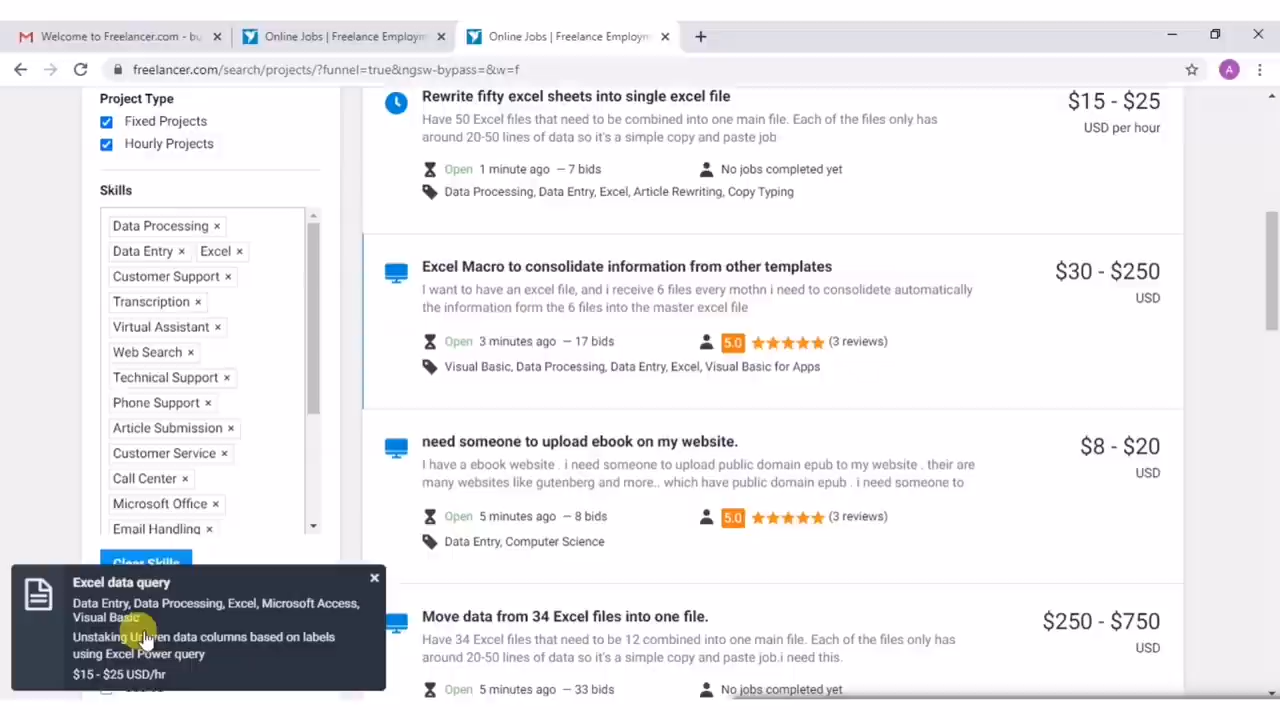 Welcome to Freelancer.com - bu
Online Jobs | Freelance Employm
Online Jobs | Freelance Employm
freelancer.com/search/projects/?funnel=true&ngsw-bypass=&w=f
A
Project Type
Fixed Projects
Hourly Projects
Skills
Data Processing ×
Data Entry × Excel ×
Customer Support ×
Transcription ×
Virtual Assistant ×
Web Search ×
Technical Support ×
Phone Support ×
Article Submission ×
Customer Service ×
Call Center ×
Microsoft Office ×
Email Handling ×
Clear Skills
Excel data query
Data Entry, Data Processing, Excel, Microsoft Access,
Visual Basic
Unstaking data columns based on labels
using Excel Power query
$15 - $25 USD/hr
Rewrite fifty excel sheets into single excel file
$15 - $25
Have 50 Excel files that need to be combined into one main file. Each of the files only has
USD per hour
around 20-50 lines of data so it's a simple copy and paste job
Open 1 minute ago — 7 bids No jobs completed yet
Data Processing, Data Entry, Excel, Article Rewriting, Copy Typing
Excel Macro to consolidate information from other templates
$30 - $250
I want to have an excel file, and i receive 6 files every mothn i need to consolidete automatically
USD
the information form the 6 files into the master excel file
Open 3 minutes ago — 17 bids 5.0 (3 reviews)
Visual Basic, Data Processing, Data Entry, Excel, Visual Basic for Apps
need someone to upload ebook on my website.
$8 - $20
I have a ebook website . i need someone to upload public domain epub to my website . their are
USD
many websites like gutenberg and more.. which have public domain epub . i need someone to
Open 5 minutes ago — 8 bids 5.0 (3 reviews)
Data Entry, Computer Science
Move data from 34 Excel files into one file.
$250 - $750
Have 34 Excel files that need to be 12 combined into one main file. Each of the files only has
USD
around 20-50 lines of data so it's a simple copy and paste job.i need this.
Open 5 minutes ago — 33 bids No jobs completed yet